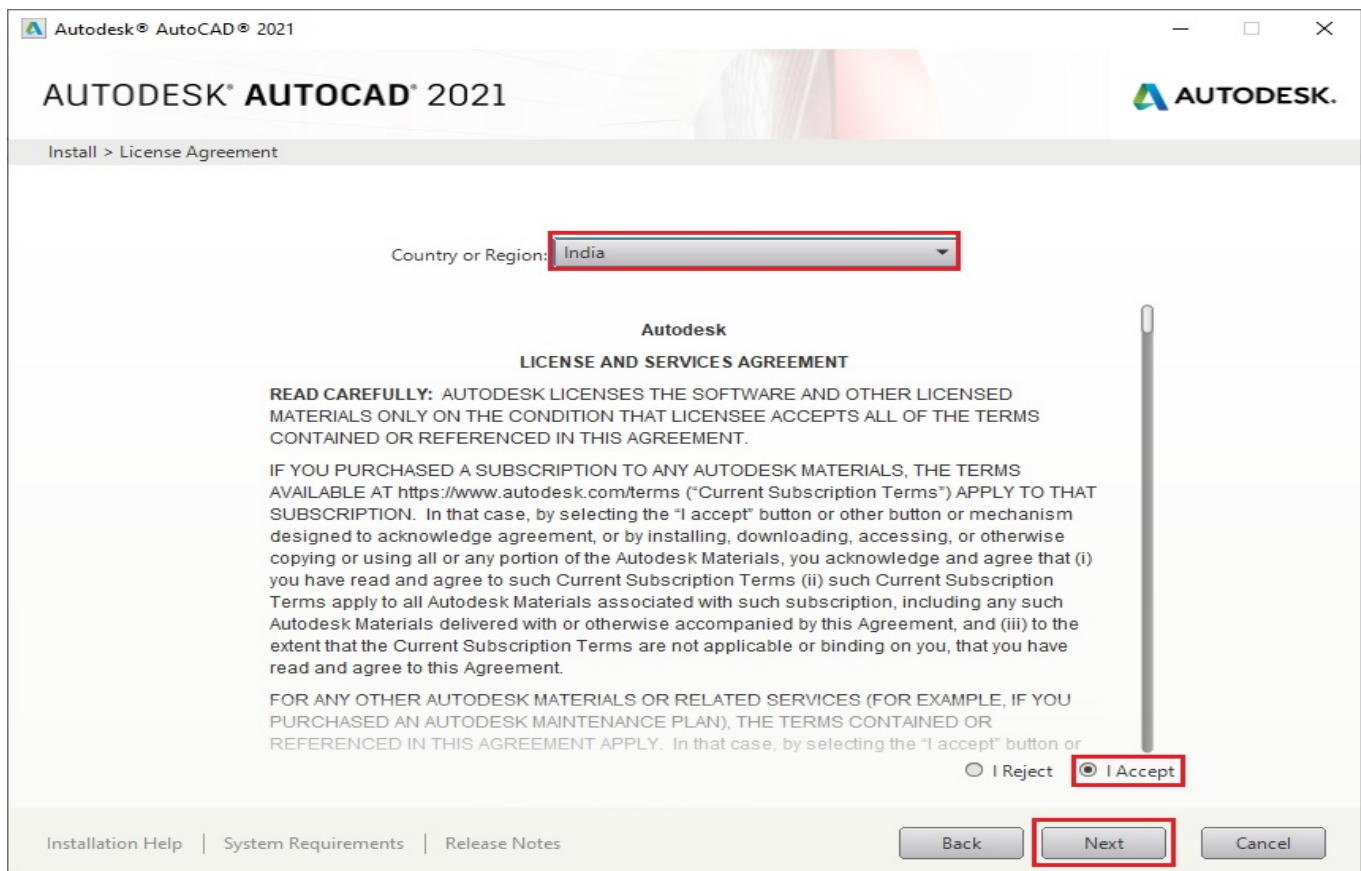 Autodesk® AutoCAD® 2021
AUTODESK® AUTOCAD® 2021
AUTODESK.
Install > License Agreement
Country or Region: India
Autodesk
LICENSE AND SERVICES AGREEMENT
READ CAREFULLY: AUTODESK LICENSES THE SOFTWARE AND OTHER LICENSED
MATERIALS ONLY ON THE CONDITION THAT LICENSEE ACCEPTS ALL OF THE TERMS
CONTAINED OR REFERENCED IN THIS AGREEMENT.
IF YOU PURCHASED A SUBSCRIPTION TO ANY AUTODESK MATERIALS, THE TERMS
AVAILABLE AT https://www.autodesk.com/terms (“Current Subscription Terms”) APPLY TO THAT
SUBSCRIPTION. In that case, by selecting the “I accept” button or other button or mechanism
designed to acknowledge agreement, or by installing, downloading, accessing, or otherwise
copying or using all or any portion of the Autodesk Materials, you acknowledge and agree that (i)
you have read and agree to such Current Subscription Terms (ii) such Current Subscription
Terms apply to all Autodesk Materials associated with such subscription, including any such
Autodesk Materials delivered with or otherwise accompanied by this Agreement, and (iii) to the
extent that the Current Subscription Terms are not applicable or binding on you, that you have
read and agree to this Agreement.
FOR ANY OTHER AUTODESK MATERIALS OR RELATED SERVICES (FOR EXAMPLE, IF YOU
PURCHASED AN AUTODESK MAINTENANCE PLAN), THE TERMS CONTAINED OR
REFERENCED IN THIS AGREEMENT APPLY. In that case, by selecting the “I accept” button or
I Reject I Accept
Installation Help | System Requirements | Release Notes Back Next Cancel